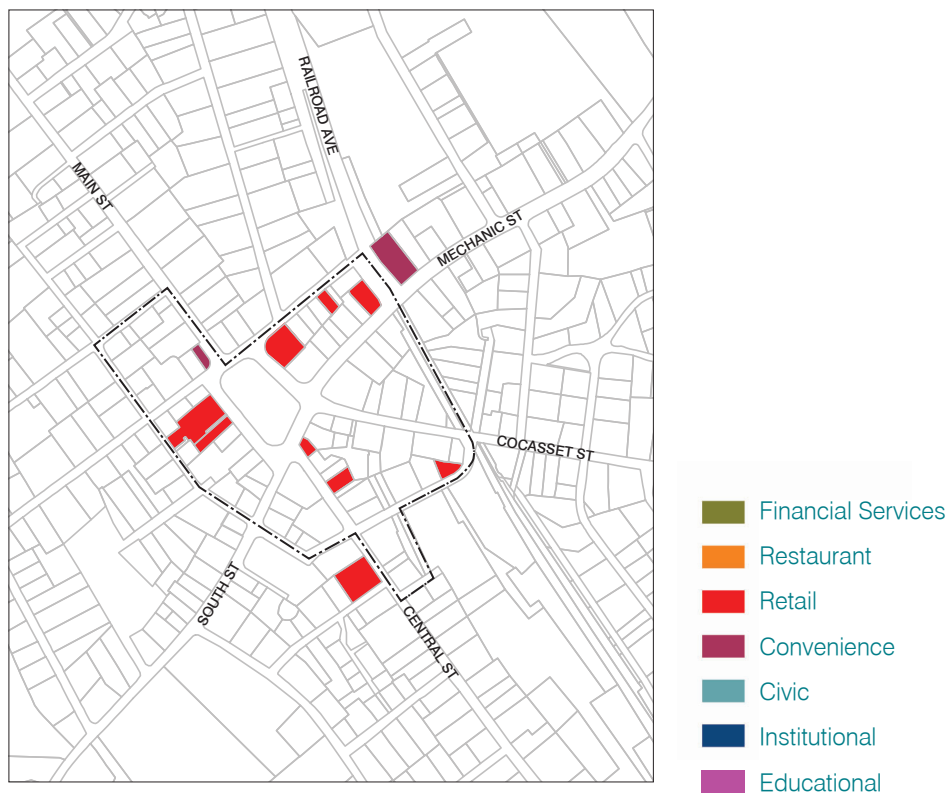 RAILROAD AVE
MAIN ST
MECHANIC ST
COCASSET ST
SOUTH ST
CENTRAL ST
Financial Services
Restaurant
Retail
Convenience
Civic
Institutional
Educational